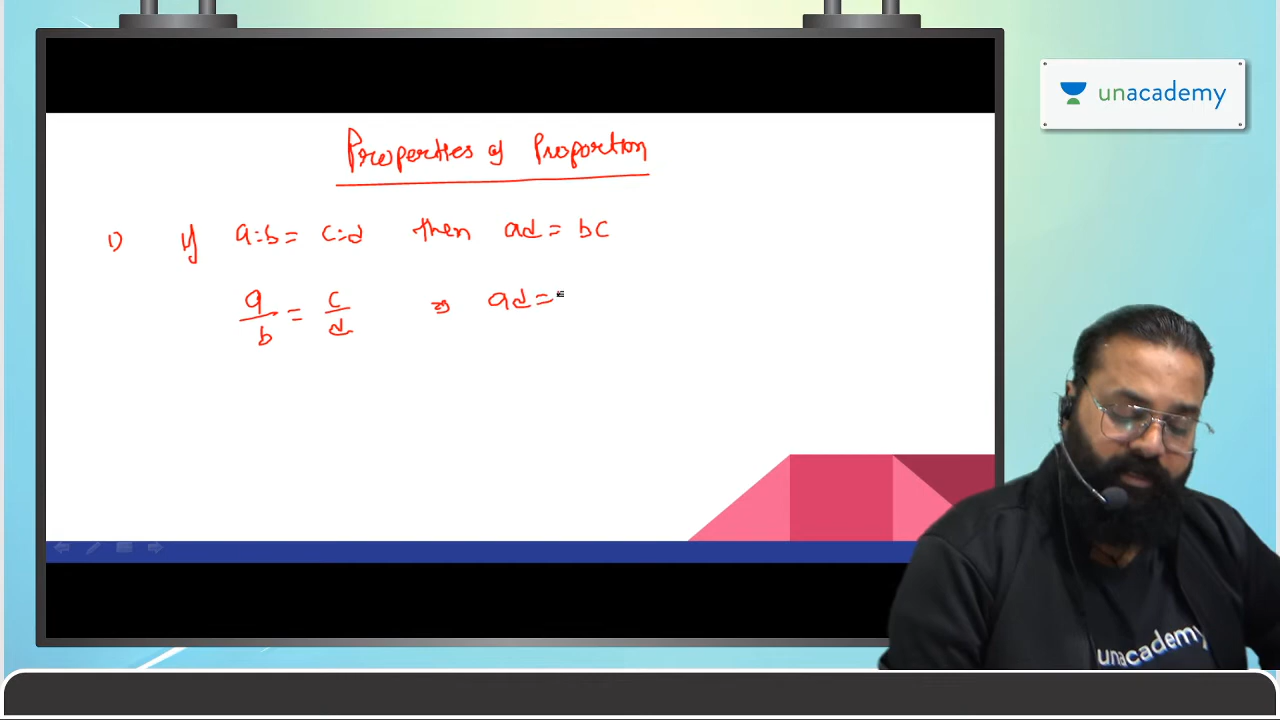 unacademy
Properties of Proportion
1) If a:b = c:d then ad = bc
a/b = c/d ⇒ ad =
unacademy